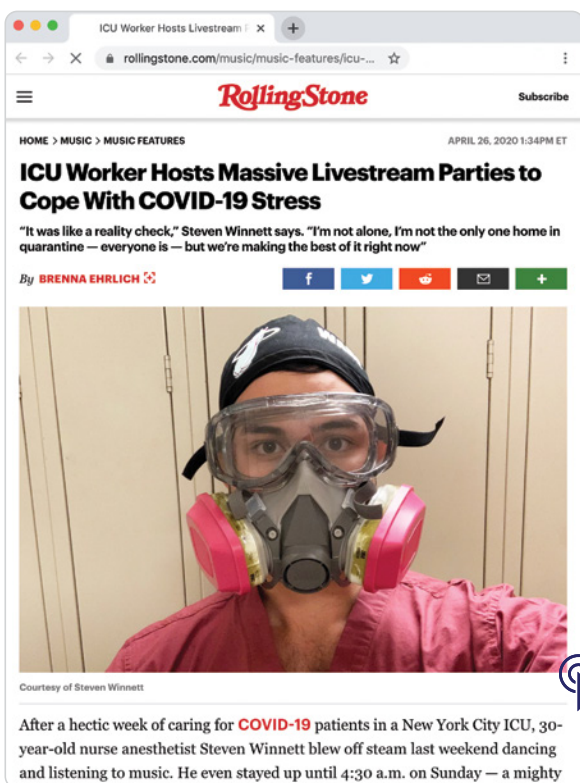 ICU Worker Hosts Livestream
rollingstone.com/music/music-features/icu-...
RollingStone
Subscribe
HOME > MUSIC > MUSIC FEATURES
APRIL 26, 2020 1:34PM ET
ICU Worker Hosts Massive Livestream Parties to
Cope With COVID-19 Stress
"It was like a reality check," Steven Winnett says. "I'm not alone, I'm not the only one home in
quarantine — everyone is — but we're making the best of it right now"
By BRENNA EHRLICH
Courtesy of Steven Winnett
After a hectic week of caring for COVID-19 patients in a New York City ICU, 30-
year-old nurse anesthetist Steven Winnett blew off steam last weekend dancing
and listening to music. He even stayed up until 4:30 a.m. on Sunday — a mighty